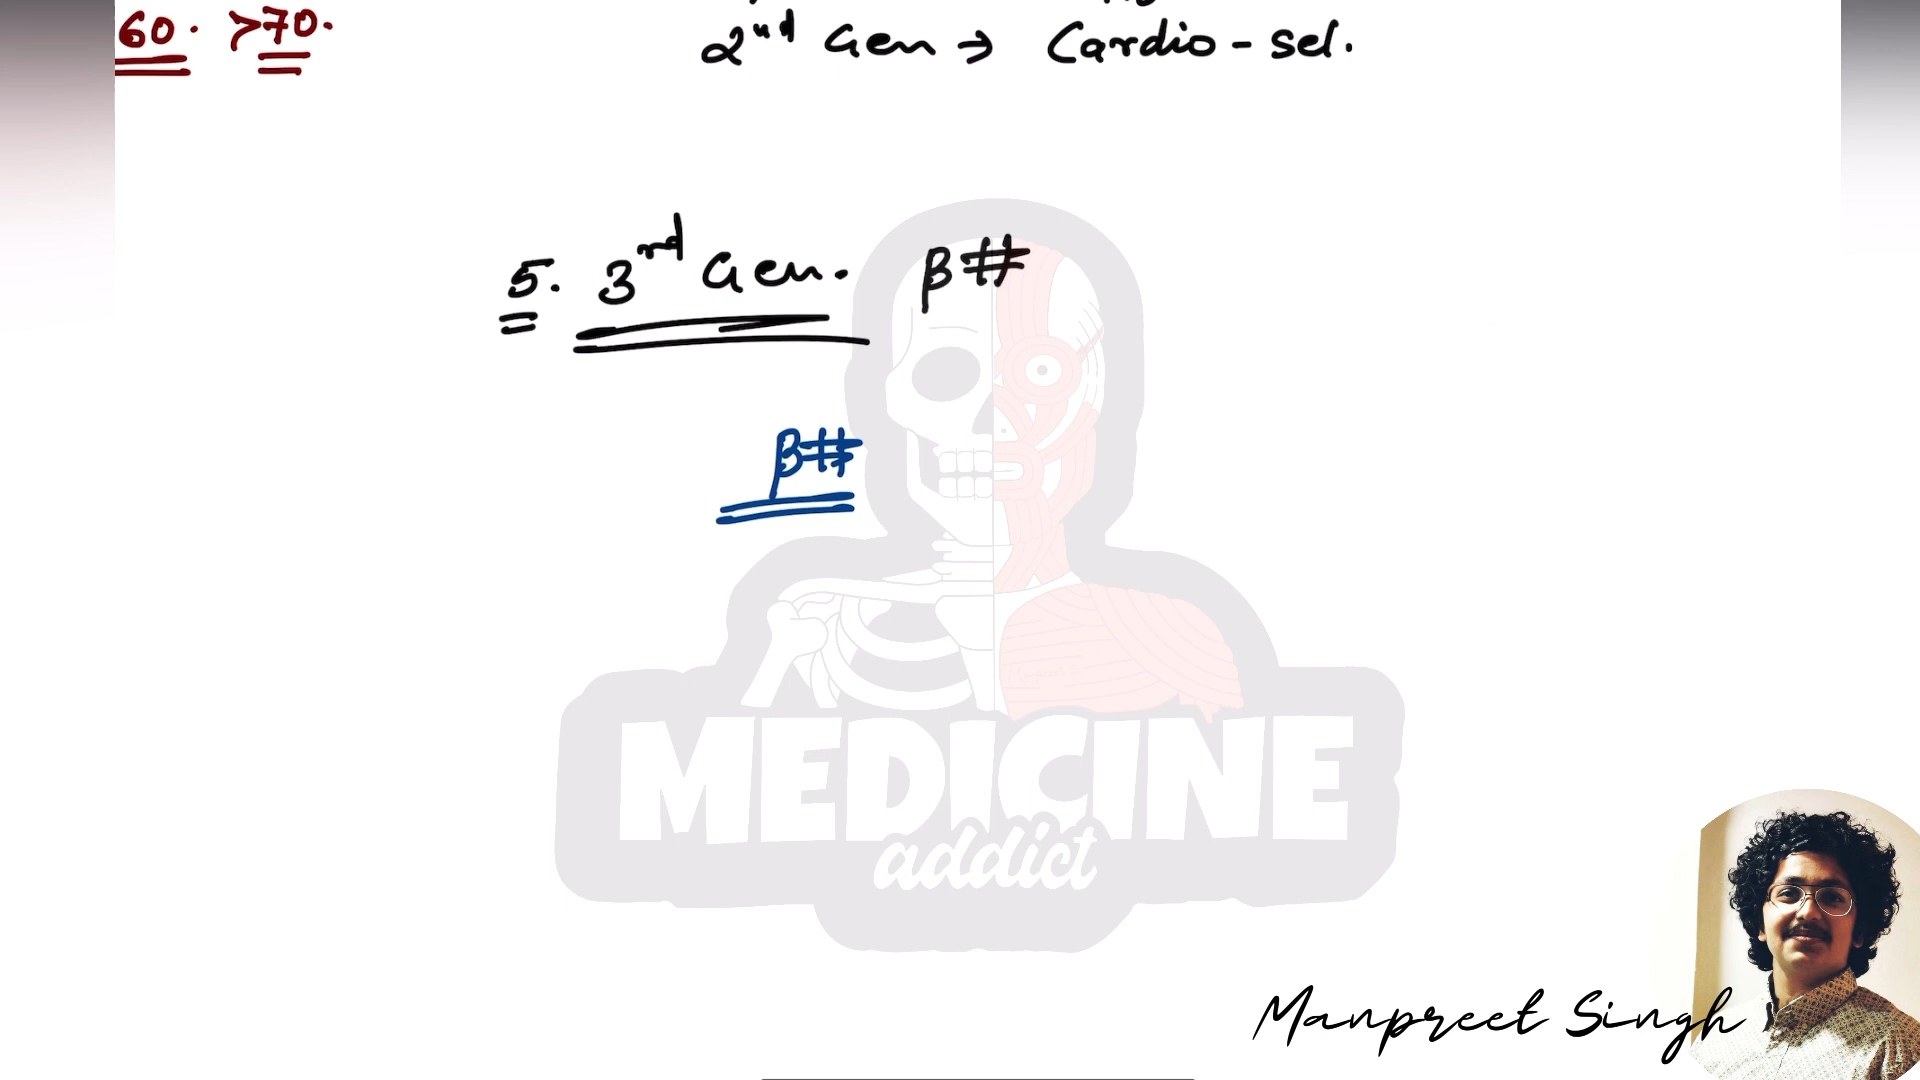 60. >70.
2nd Gen → Cardio-sel.
5. 3rd Gen. β#
β#
MEDICINE
addict
Manpreet Singh